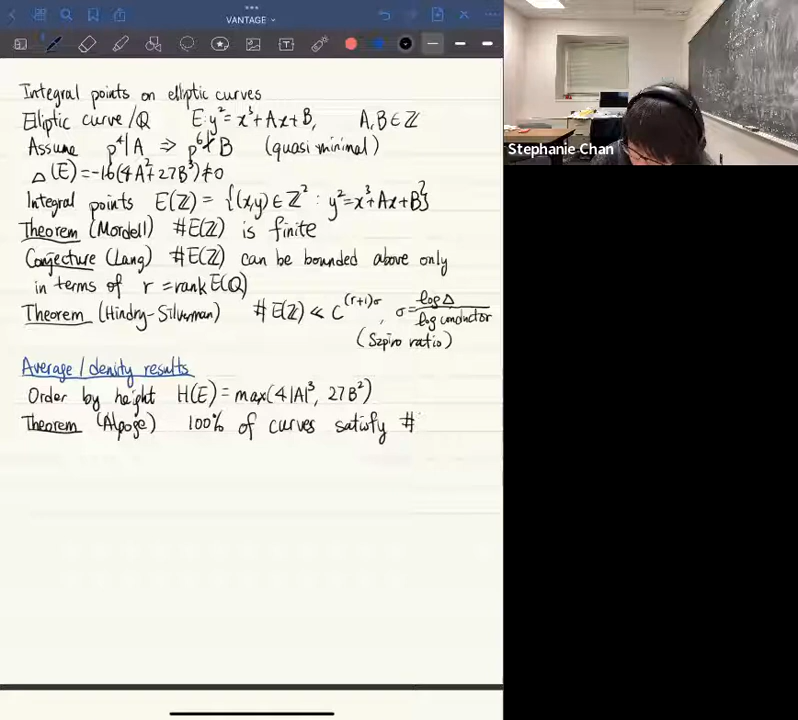 VANTAGE
Integral points on elliptic curves
Elliptic curve/Q E: y² = x³ + Ax + B, A, B ∈ ℤ
Assume p⁴ | A ⇒ p⁶ ∤ B (quasi minimal)
Δ(E) = -16(4A² + 27B³) ≠ 0
Integral points E(ℤ) = {(x,y) ∈ ℤ² : y² = x³ + Ax + B}
Theorem (Mordell) #E(ℤ) is finite
Conjecture (Lang) #E(ℤ) can be bounded above only
in terms of r = rank E(ℚ)
Theorem (Hindry-Silverman) #E(ℤ) ≪ C^{(r+1)σ}, σ = log Δ / log conductor
(Szpiro ratio)
Average / density results
Order by height H(E) = max(4|A|³, 27B²)
Theorem (Alpoge) 100% of curves satisfy #
Stephanie Chan